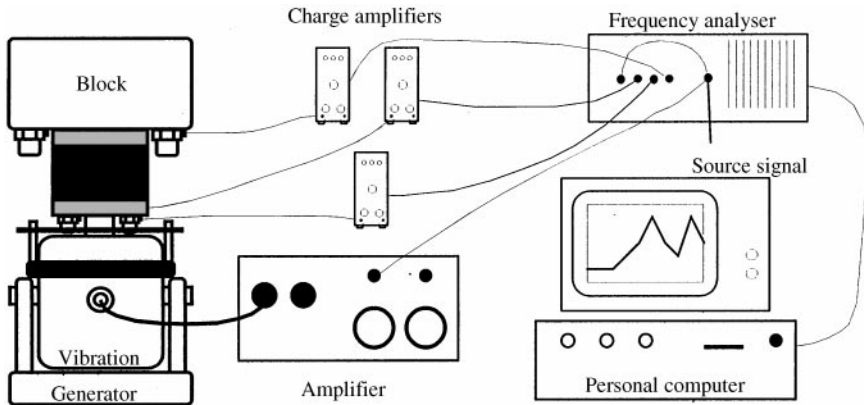 Charge amplifiers
Frequency analyser
Block
Source signal
Vibration
Generator
Amplifier
Personal computer